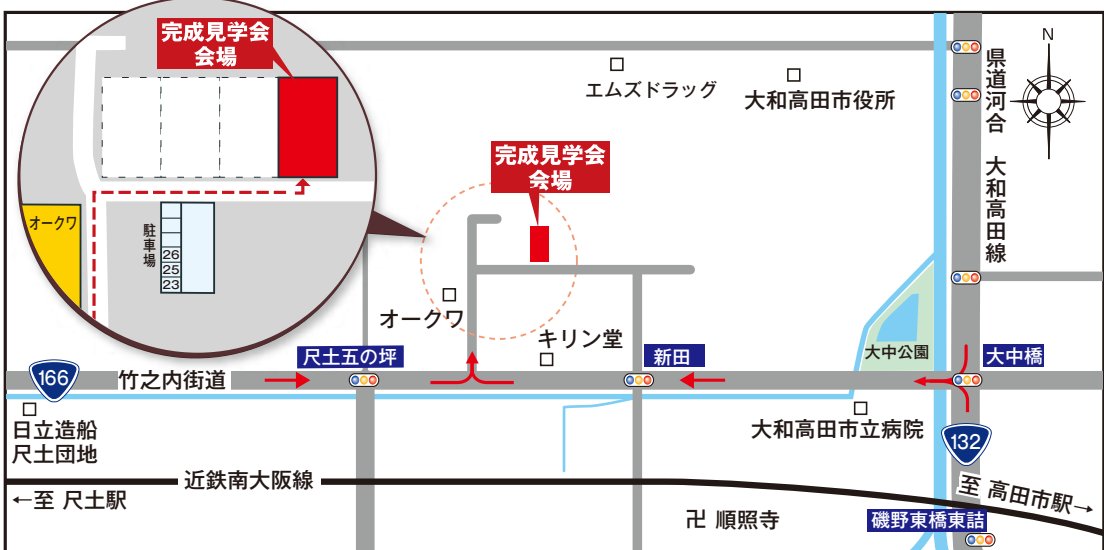 完成見学会
会場
オークワ
駐車場
26
25
23
エムズドラッグ
大和高田市役所
県道河合 大和高田線
N
完成見学会
会場
オークワ
キリン堂
大中公園
尺土五の坪
新田
大中橋
166
竹之内街道
日立造船
尺土団地
大和高田市立病院
132
近鉄南大阪線
←至 尺土駅
至 高田市駅→
卍 順照寺
磯野東橋東詰